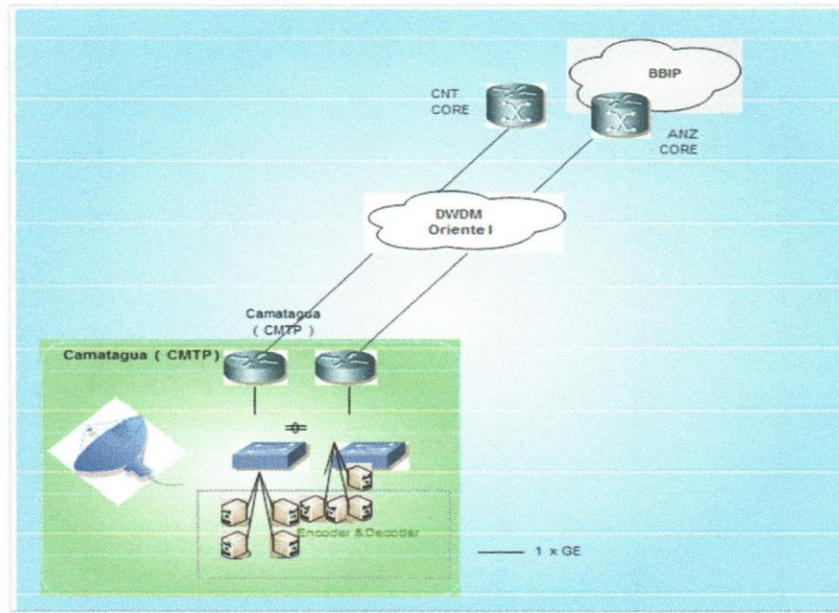 BBIP
CNT
CORE
ANZ
CORE
DWDM
Oriente I
Camatagua
( CMTP )
Camatagua ( CMTP)
Encoder & Decoder
1 x GE